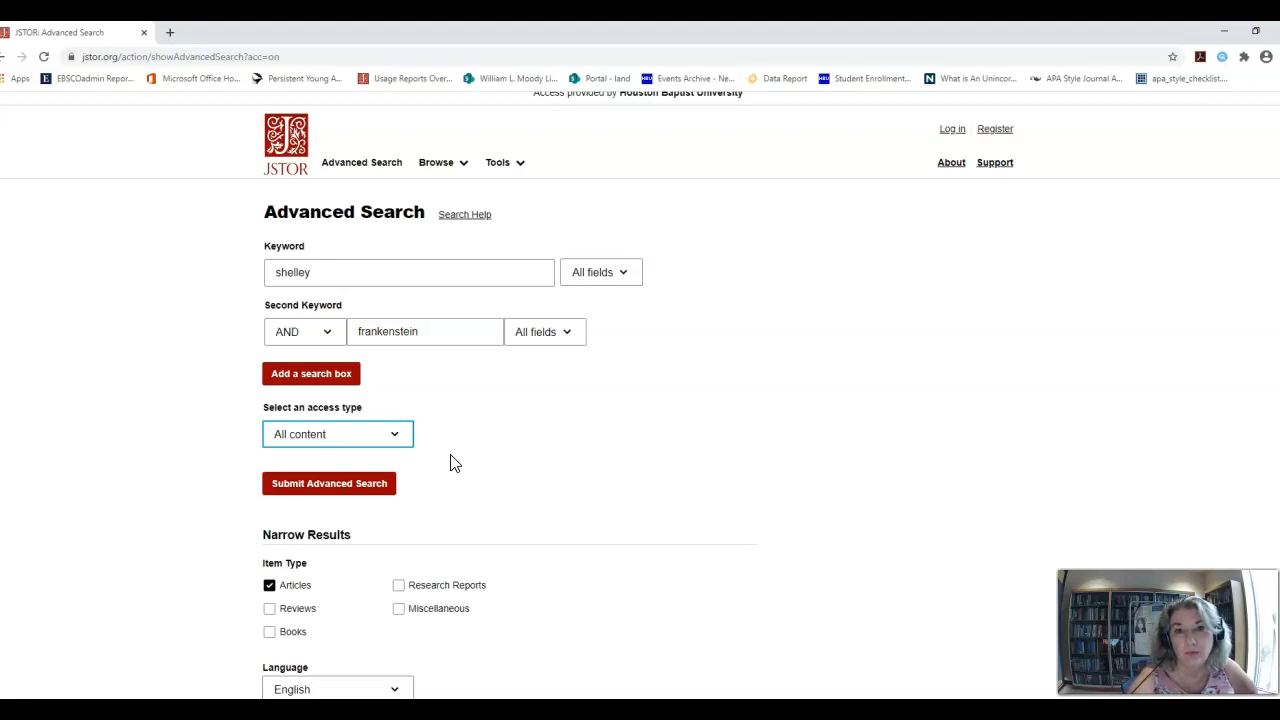 JSTOR: Advanced Search
jstor.org/action/showAdvancedSearch?acc=on
Apps EBSCOadmin Repor... Microsoft Office Ho... Persistent Young A... Usage Reports Over... William L. Moody Li... Portal - land Events Archive - Ne... Data Report Student Enrollment... What is An Unincor... APA Style Journal A... apa_style_checklist....
Access provided by Houston Baptist University
Log in Register
JSTOR
Advanced Search Browse Tools
About Support
Advanced Search Search Help
Keyword
shelley All fields
Second Keyword
AND frankenstein All fields
Add a search box
Select an access type
All content
Submit Advanced Search
Narrow Results
Item Type
Articles Research Reports
Reviews Miscellaneous
Books
Language
English